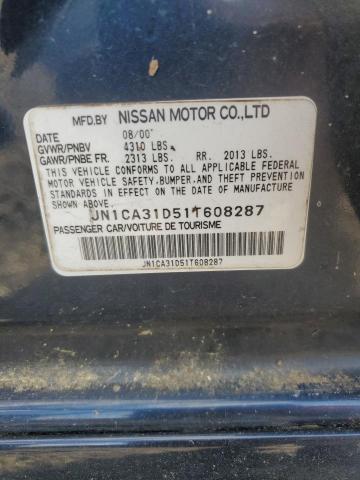 MFD.BY NISSAN MOTOR CO.,LTD
08/00
GVWR/PNBV 4310 LBS.
GAWR/PNBE FR. 2313 LBS. RR. 2013 LBS.
THIS VEHICLE CONFORMS TO ALL APPLICABLE FEDERAL
MOTOR VEHICLE SAFETY,BUMPER,AND THEFT PREVENTION
STANDARDS IN EFFECT ON THE DATE OF MANUFACTURE
SHOWN ABOVE.
JN1CA31D51T608287
PASSENGER CAR/VOITURE DE TOURISME
JN1CA31D51T608287